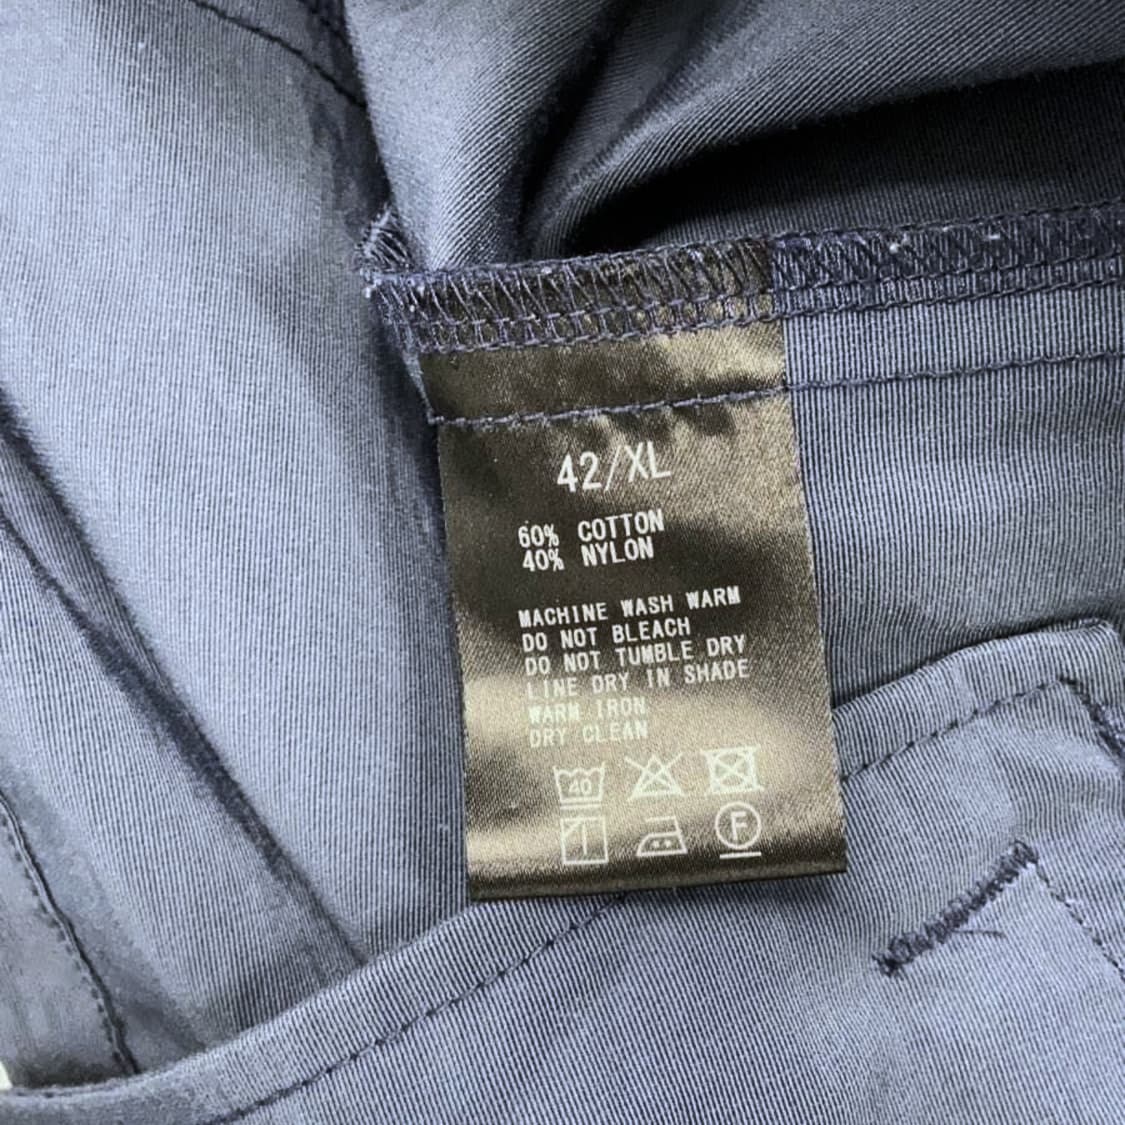 42/XL
60% COTTON
40% NYLON
MACHINE WASH WARM
DO NOT BLEACH
DO NOT TUMBLE DRY
LINE DRY IN SHADE
WARM IRON
DRY CLEAN
40
F